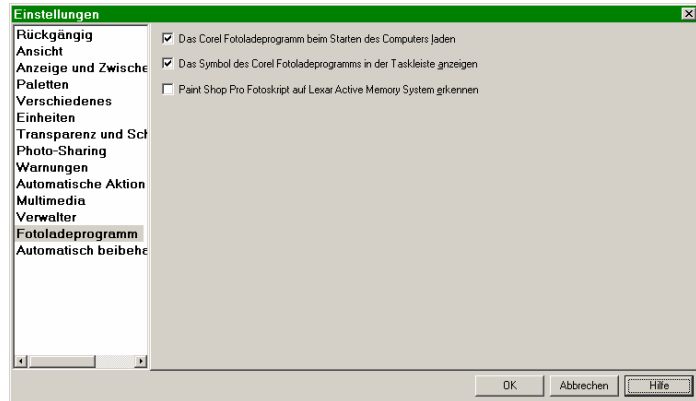 Einstellungen
Rückgängig
Ansicht
Anzeige und Zwische
Paletten
Verschiedenes
Einheiten
Transparenz und Sch
Photo-Sharing
Warnungen
Automatische Aktion
Multimedia
Verwalter
Fotoladeprogramm
Automatisch beibeha
Das Corel Fotoladeprogramm beim Starten des Computers laden
Das Symbol des Corel Fotoladeprogramms in der Taskleiste anzeigen
Paint Shop Pro Fotoskript auf Lexar Active Memory System erkennen
OK
Abbrechen
Hilfe